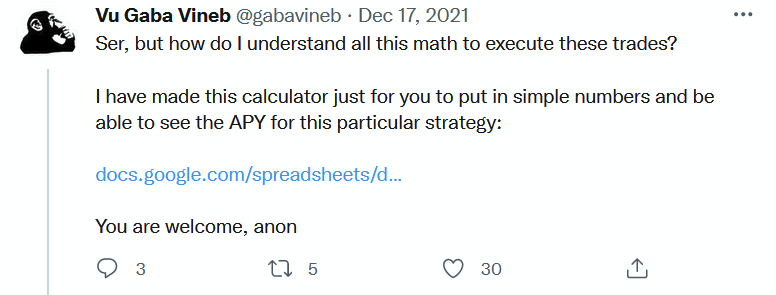 Vu Gaba Vineb @gabavineb · Dec 17, 2021
Ser, but how do I understand all this math to execute these trades?
I have made this calculator just for you to put in simple numbers and be
able to see the APY for this particular strategy:
docs.google.com/spreadsheets/d...
You are welcome, anon
3 5 30